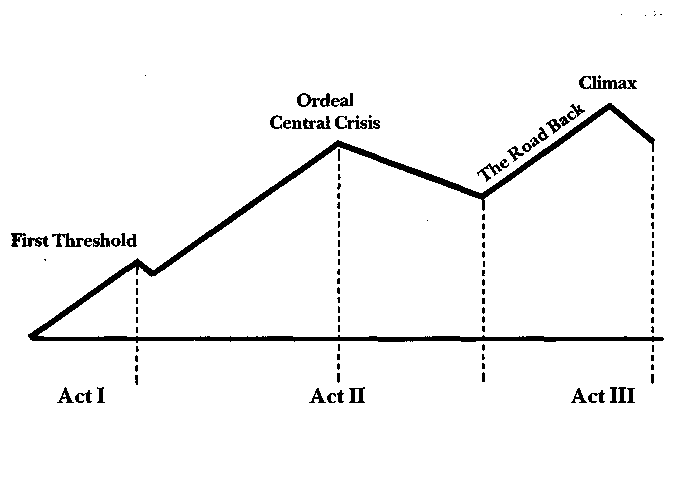 Climax
Ordeal
Central Crisis
The Road Back
First Threshold
Act I
Act II
Act III